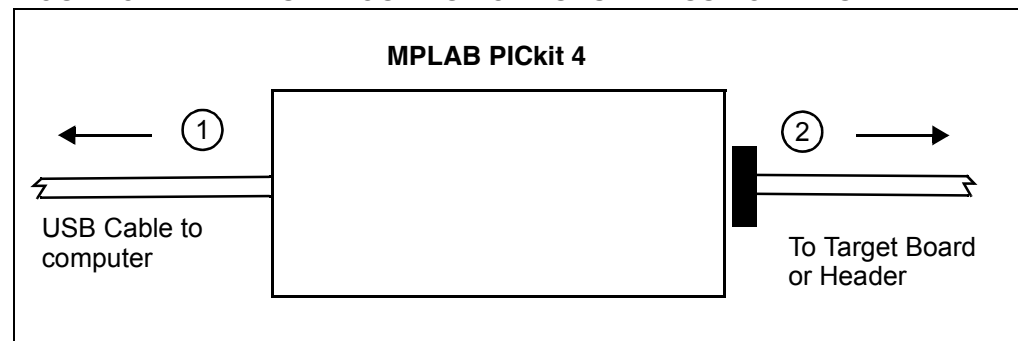 MPLAB PICkit 4
1
2
USB Cable to
computer
To Target Board
or Header